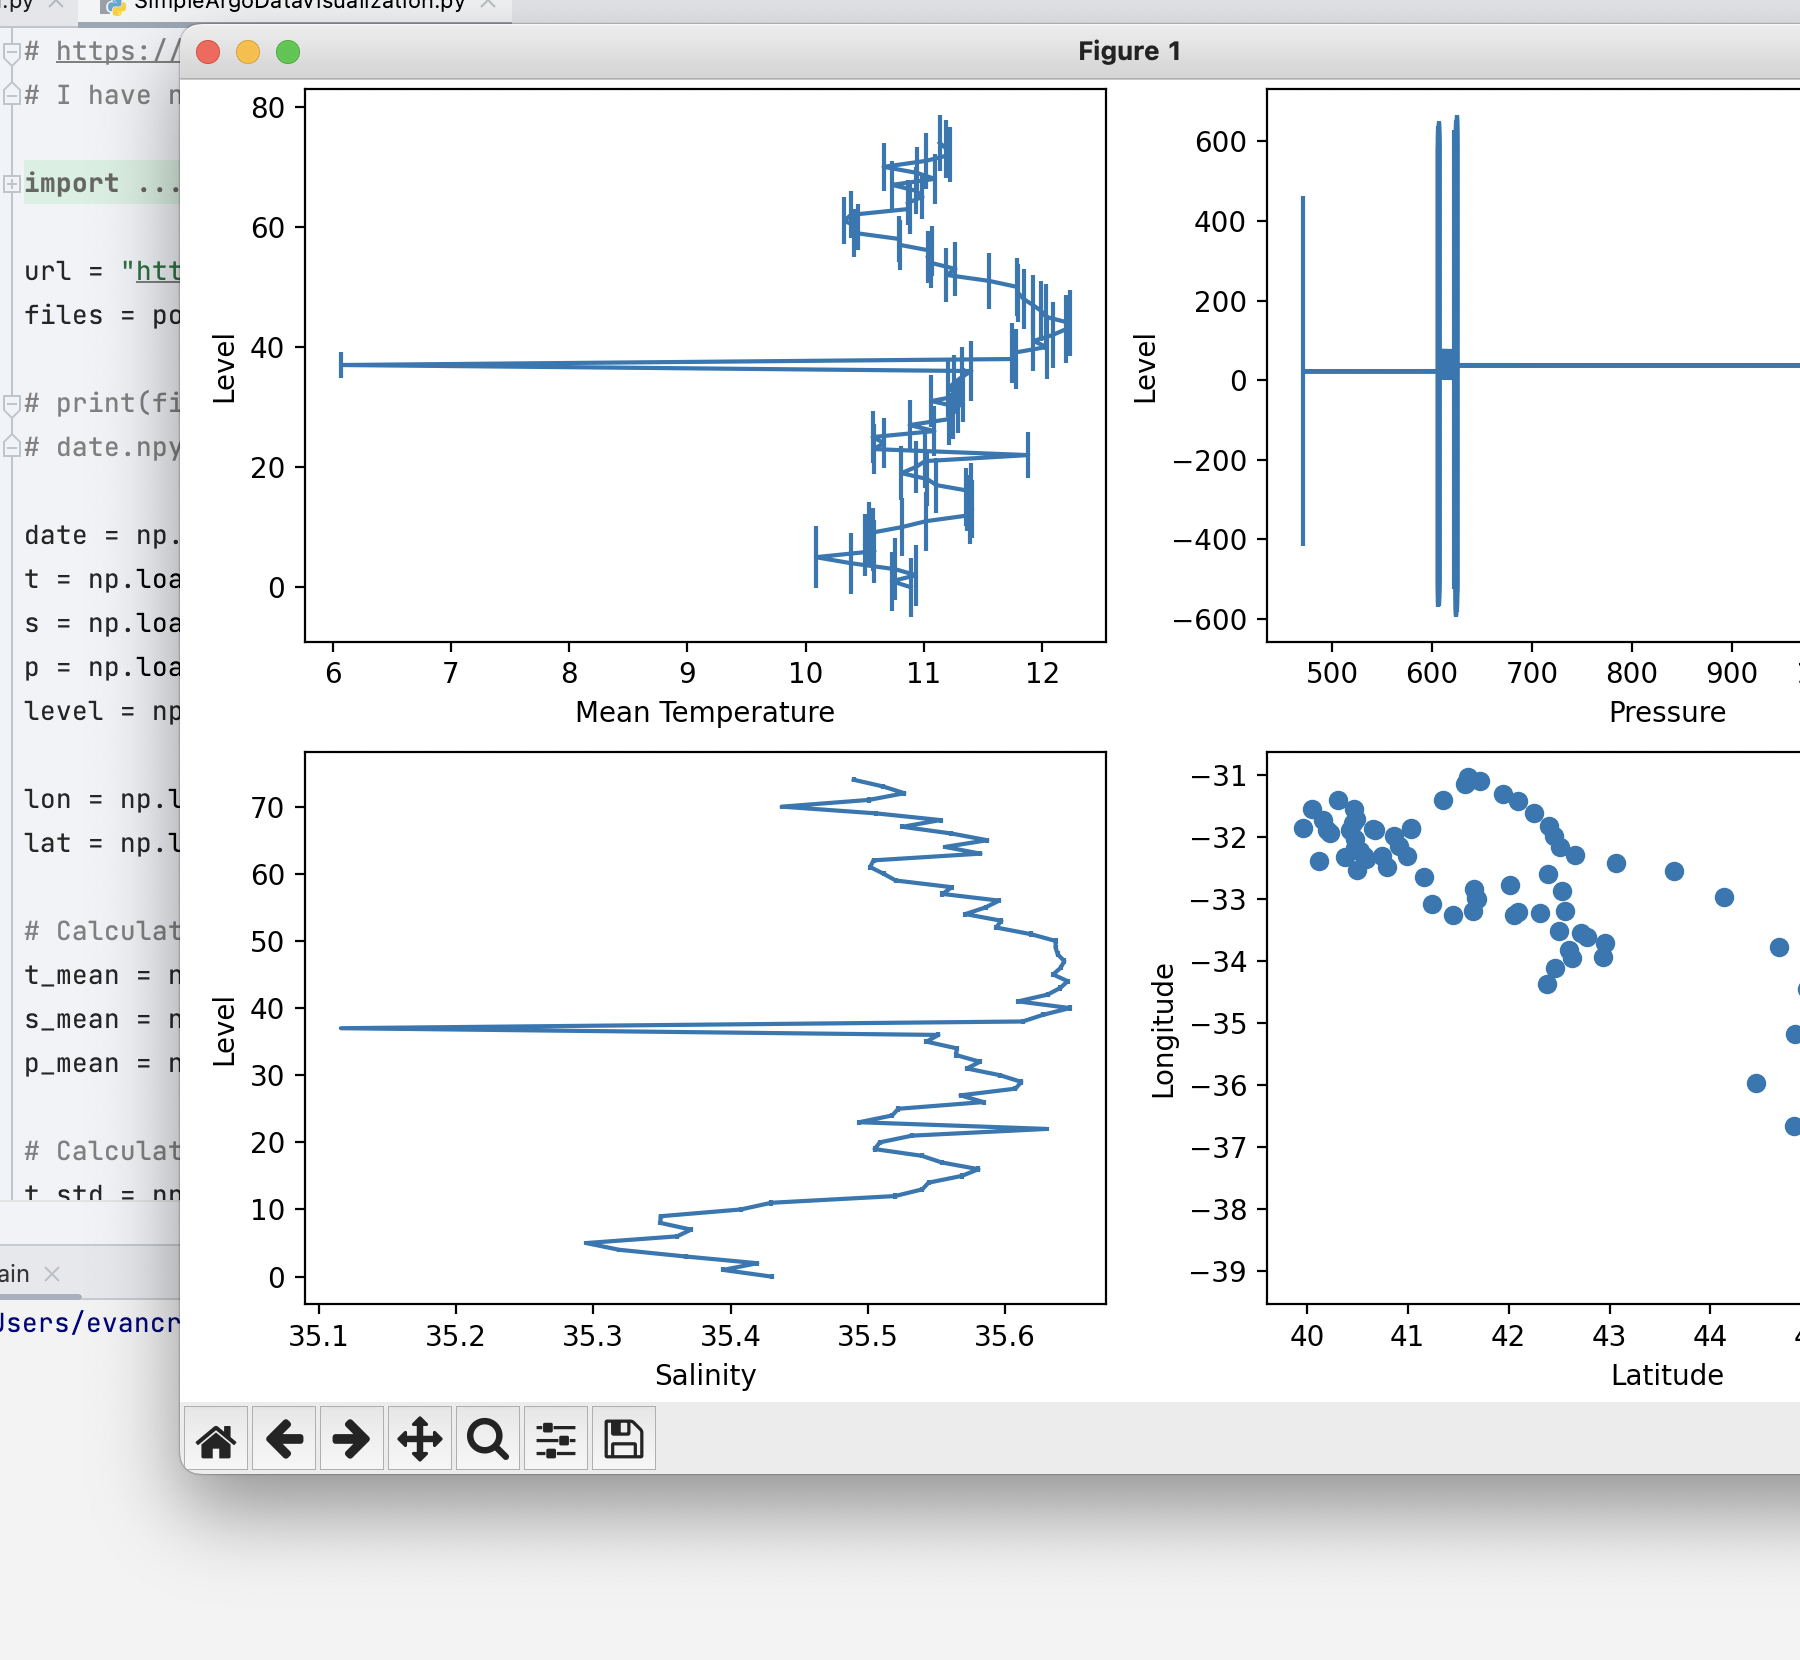 .py
SimpleArgoDataVisualization.py
# https://
# I have n
import ...
url = "htt
files = po
# print(fi
# date.npy
date = np.
t = np.loa
s = np.loa
p = np.loa
level = np
lon = np.l
lat = np.l
# Calculat
t_mean = n
s_mean = n
p_mean = n
# Calculat
t_std = np
ain
Users/evancr
Figure 1
80
60
40
20
0
Level
6 7 8 9 10 11 12
Mean Temperature
600
400
200
0
−200
−400
−600
Level
500 600 700 800 900
Pressure
70
60
50
40
30
20
10
0
Level
35.1 35.2 35.3 35.4 35.5 35.6
Salinity
−31
−32
−33
−34
−35
−36
−37
−38
−39
Longitude
40 41 42 43 44 4
Latitude